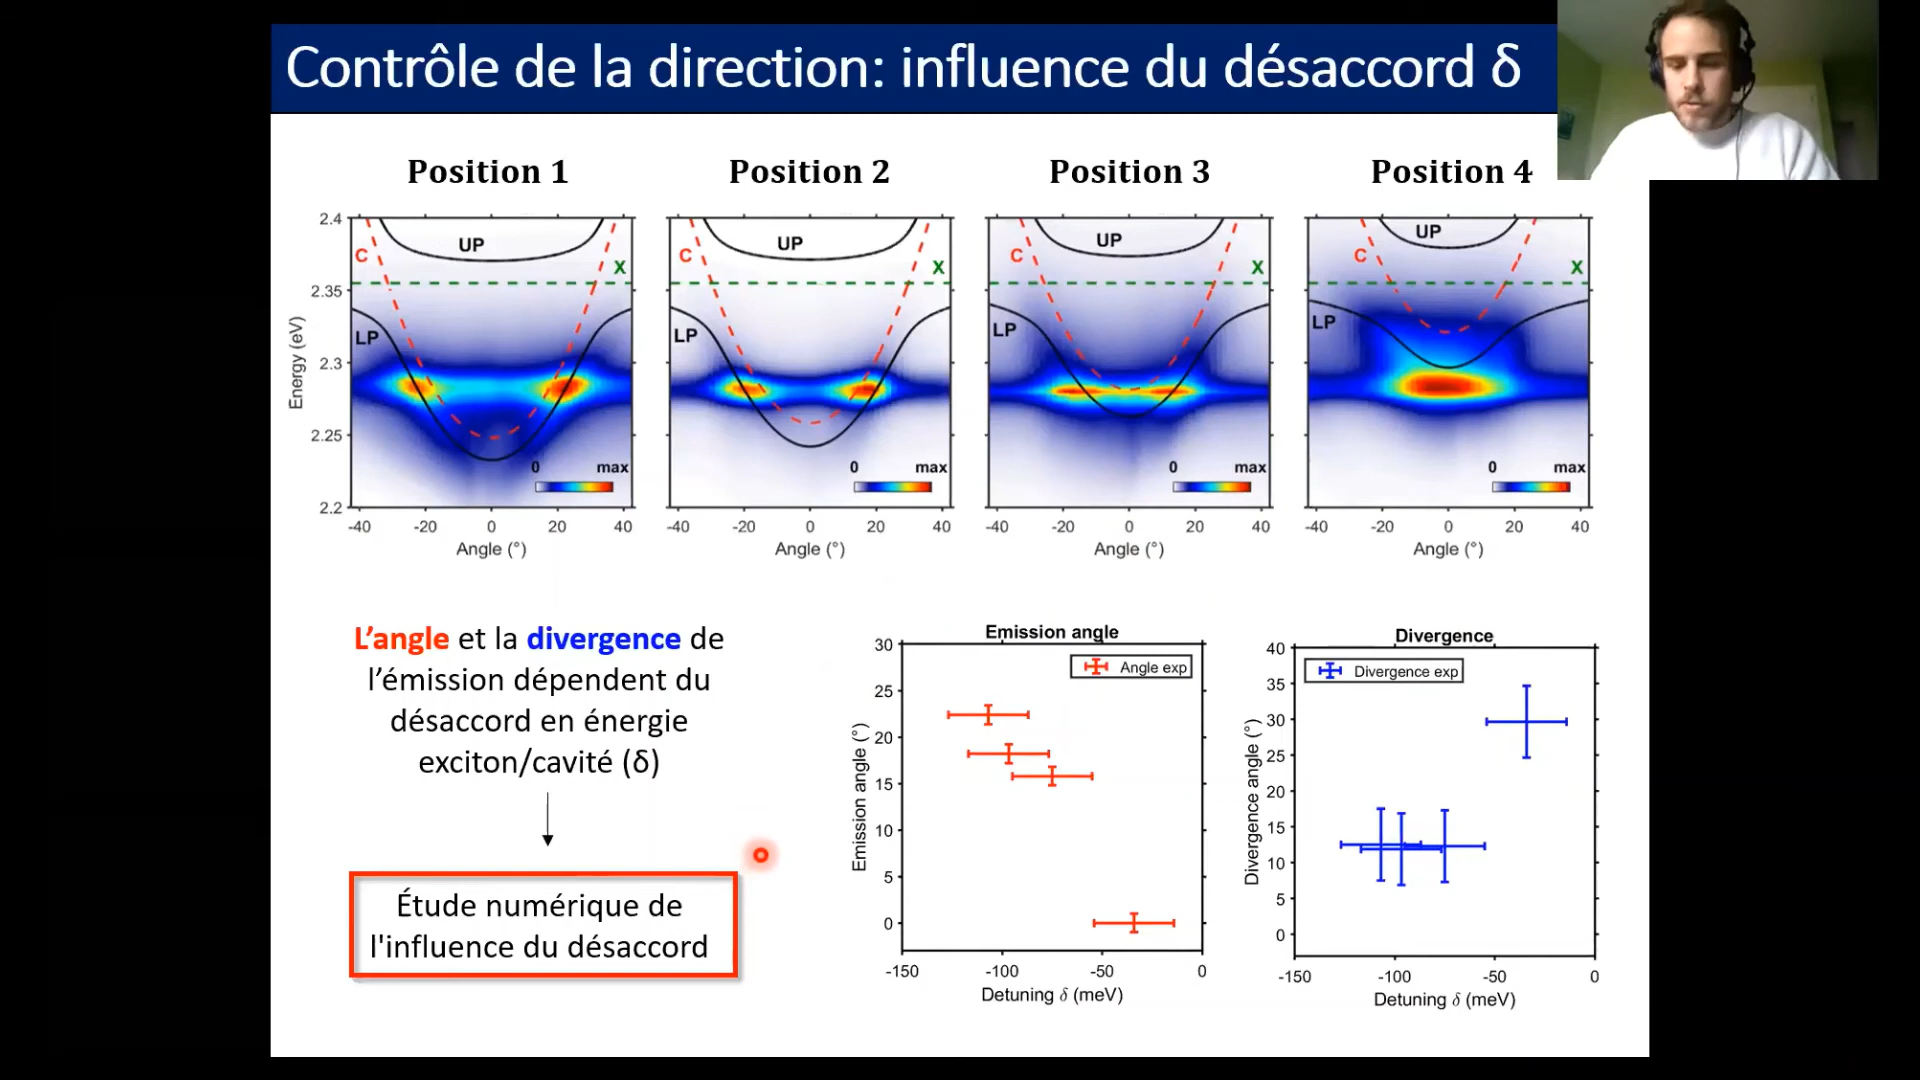 Contrôle de la direction: influence du désaccord δ
Position 1
Position 2
Position 3
Position 4
2.4
2.35
2.3
2.25
2.2
Energy (eV)
C
UP
X
LP
0
max
-40
-20
0
20
40
Angle (°)
C
UP
X
LP
0
max
-40
-20
0
20
40
Angle (°)
C
UP
X
LP
0
max
-40
-20
0
20
40
Angle (°)
C
UP
X
LP
0
max
-40
-20
0
20
40
Angle (°)
L'angle et la divergence de
l'émission dépendent du
désaccord en énergie
exciton/cavité (δ)
Étude numérique de
l'influence du désaccord
Emission angle
Angle exp
30
25
20
15
10
5
0
Emission angle (°)
-150
-100
-50
0
Detuning δ (meV)
Divergence
Divergence exp
40
35
30
25
20
15
10
5
0
Divergence angle (°)
-150
-100
-50
0
Detuning δ (meV)